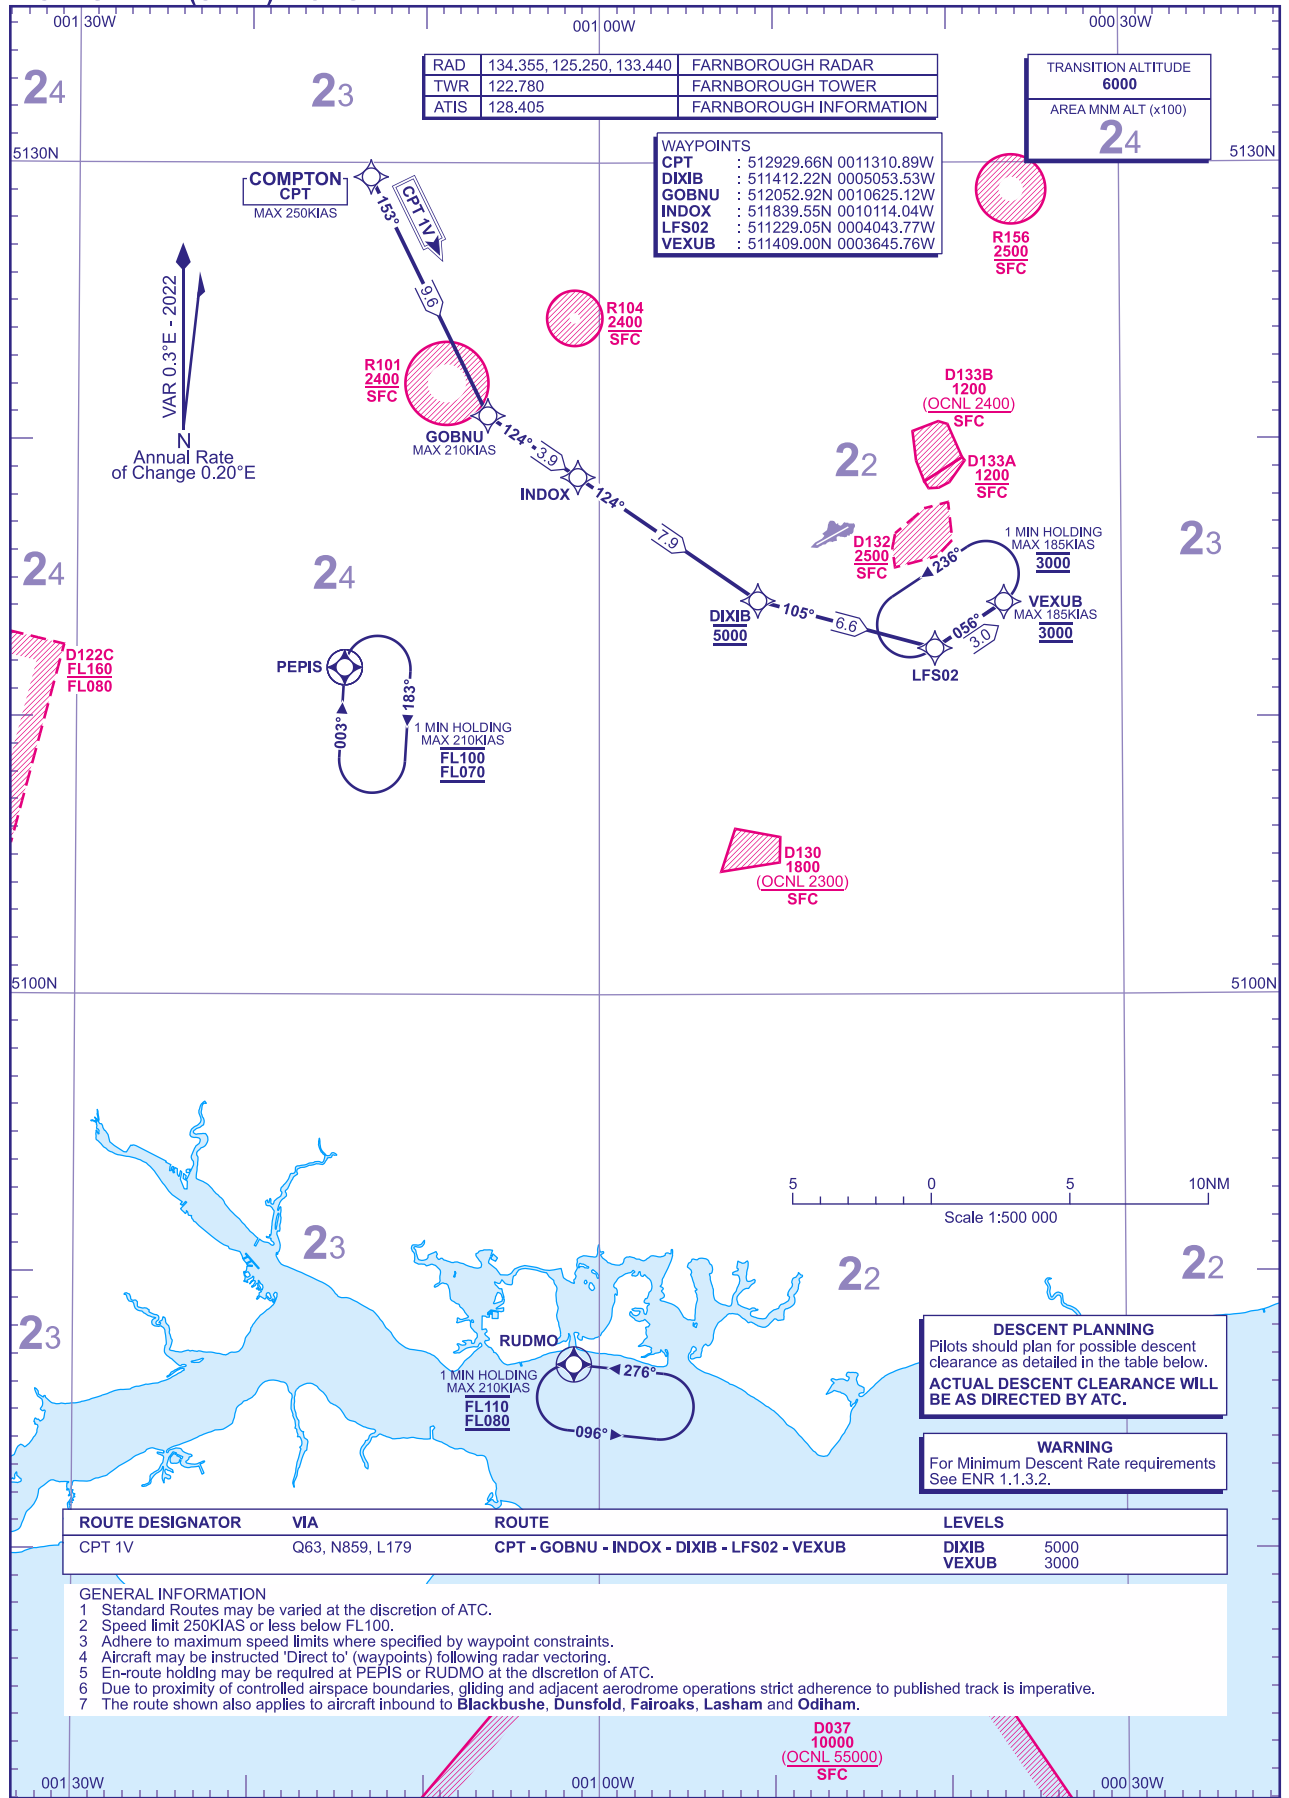 001 30W
001 00W
000 30W
RAD 134.355, 125.250, 133.440 FARNBOROUGH RADAR
TWR 122.780 FARNBOROUGH TOWER
ATIS 128.405 FARNBOROUGH INFORMATION
TRANSITION ALTITUDE
6000
AREA MNM ALT (x100)
24
24
23
5130N
5130N
WAYPOINTS
CPT : 512929.66N 0011310.89W
DIXIB : 511412.22N 0005053.53W
GOBNU : 512052.92N 0010625.12W
INDOX : 511839.55N 0010114.04W
LFS02 : 511229.05N 0004043.77W
VEXUB : 511409.00N 0003645.76W
COMPTON
CPT
MAX 250KIAS
153°
CPT 1V
9.6
R156
2500
SFC
VAR 0.3°E - 2022
N
Annual Rate
of Change 0.20°E
R104
2400
SFC
R101
2400
SFC
GOBNU
MAX 210KIAS
124°
3.9
INDOX
124°
7.9
D133B
1200
(OCNL 2400)
SFC
D133A
1200
SFC
22
D132
2500
SFC
1 MIN HOLDING
MAX 185KIAS
3000
236°
23
24
24
DIXIB
5000
105°
6.6
056°
3.0
VEXUB
MAX 185KIAS
3000
LFS02
D122C
FL160
FL080
PEPIS
003°
183°
1 MIN HOLDING
MAX 210KIAS
FL100
FL070
D130
1800
(OCNL 2300)
SFC
5100N
5100N
5 0 5 10NM
Scale 1:500 000
23
22
22
23
RUDMO
1 MIN HOLDING
MAX 210KIAS
FL110
FL080
276°
096°
DESCENT PLANNING
Pilots should plan for possible descent
clearance as detailed in the table below.
ACTUAL DESCENT CLEARANCE WILL
BE AS DIRECTED BY ATC.
WARNING
For Minimum Descent Rate requirements
See ENR 1.1.3.2.
ROUTE DESIGNATOR VIA ROUTE LEVELS
CPT 1V Q63, N859, L179 CPT - GOBNU - INDOX - DIXIB - LFS02 - VEXUB DIXIB 5000
VEXUB 3000
GENERAL INFORMATION
1 Standard Routes may be varied at the discretion of ATC.
2 Speed limit 250KIAS or less below FL100.
3 Adhere to maximum speed limits where specified by waypoint constraints.
4 Aircraft may be instructed 'Direct to' (waypoints) following radar vectoring.
5 En-route holding may be required at PEPIS or RUDMO at the discretion of ATC.
6 Due to proximity of controlled airspace boundaries, gliding and adjacent aerodrome operations strict adherence to published track is imperative.
7 The route shown also applies to aircraft inbound to Blackbushe, Dunsfold, Fairoaks, Lasham and Odiham.
D037
10000
(OCNL 55000)
SFC
001 30W
001 00W
000 30W